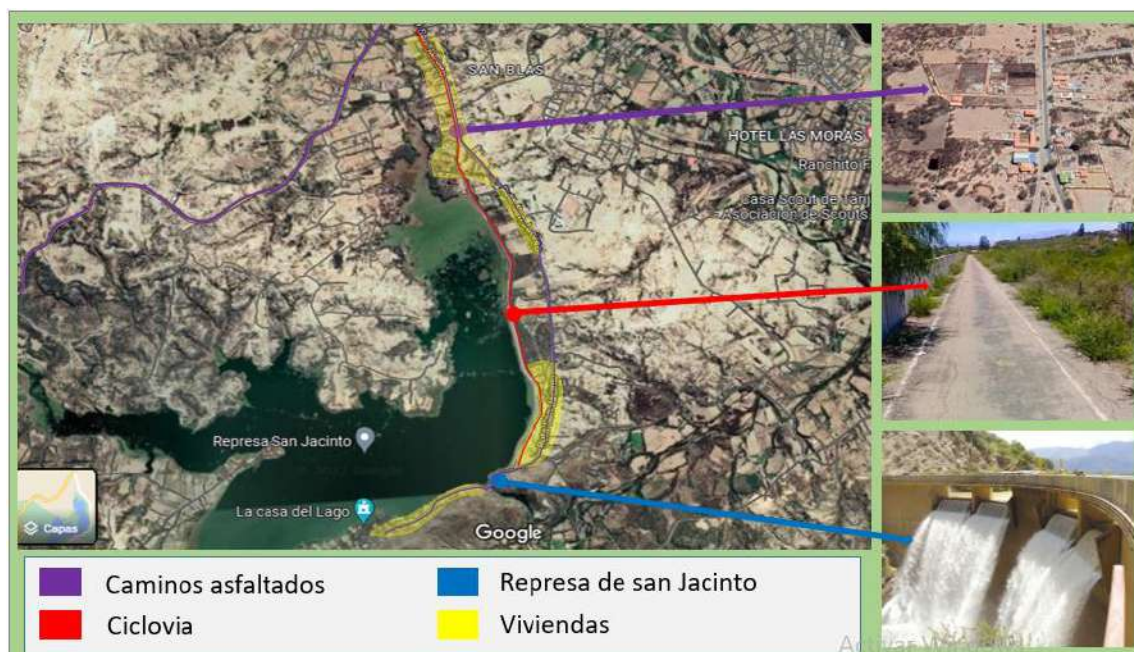 SAN BLAS
HOTEL LAS MORAS
Ranchito F
Casa Scout de Tarij
Asociación de Scouts
Represa San Jacinto
La casa del Lago
Capas
Google
Caminos asfaltados
Represa de san Jacinto
Ciclovia
Viviendas